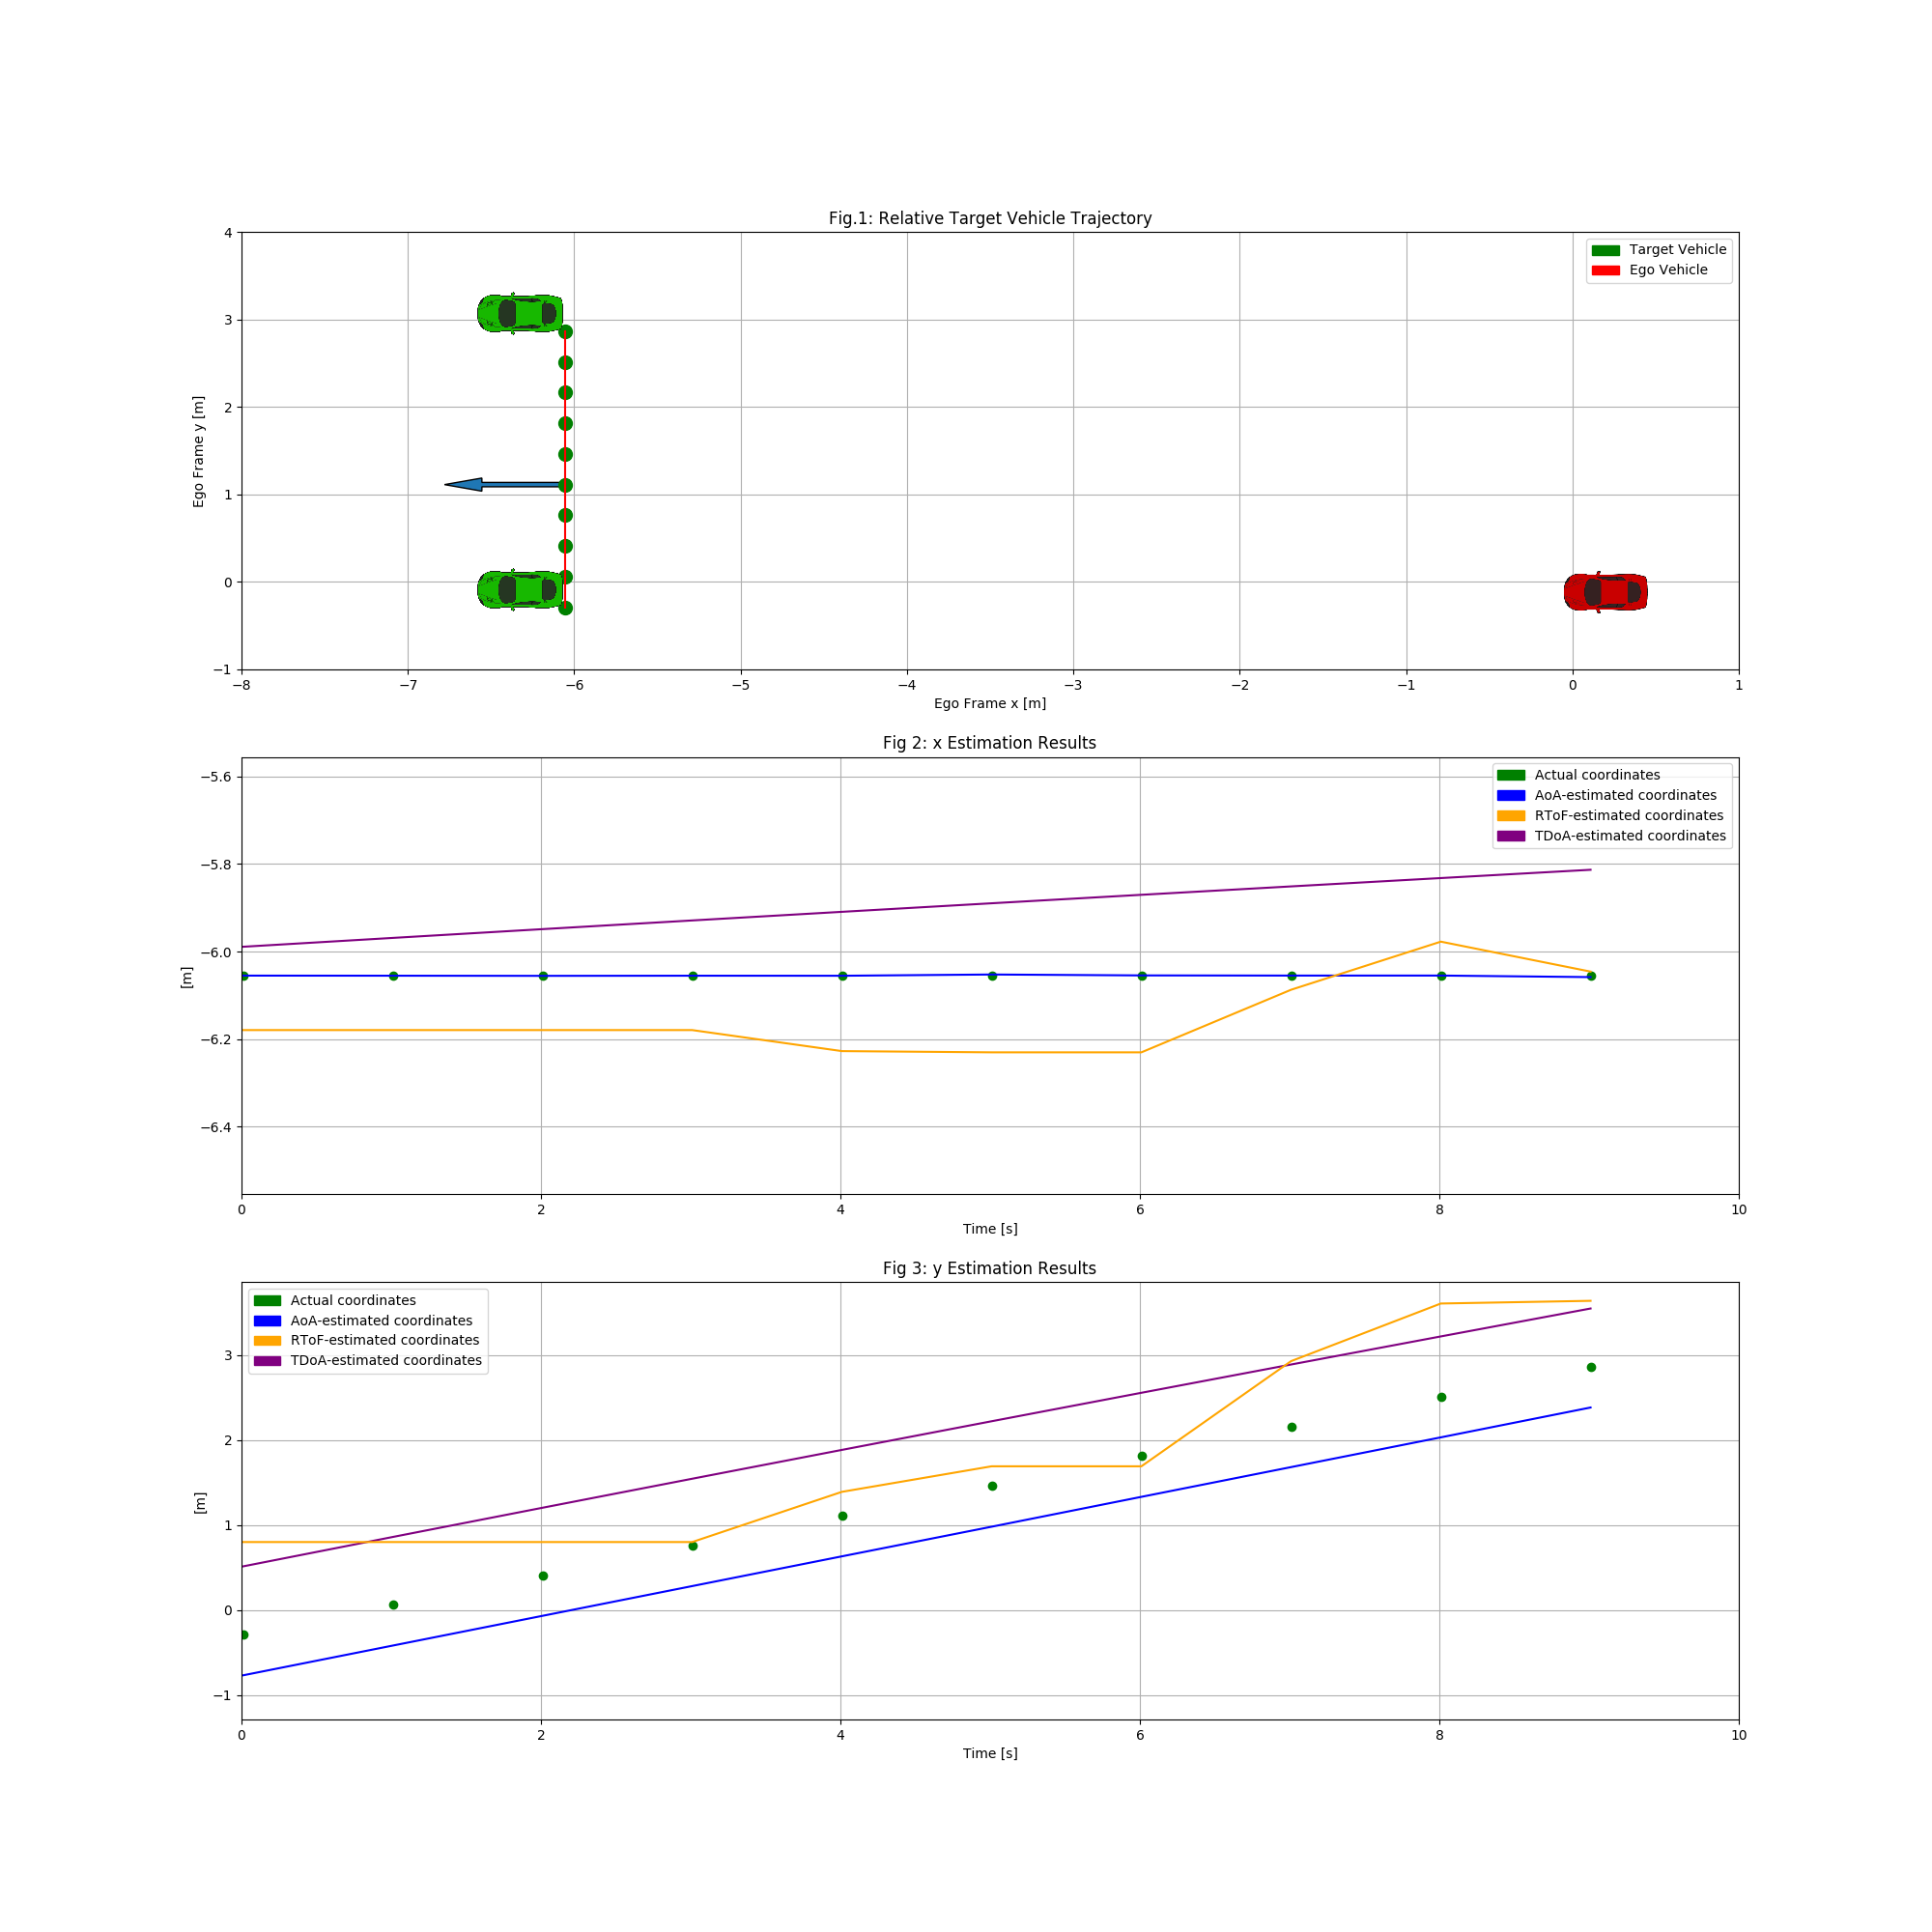 Fig.1: Relative Target Vehicle Trajectory
4
3
2
1
0
−1
Ego Frame y [m]
Target Vehicle
Ego Vehicle
−8 −7 −6 −5 −4 −3 −2 −1 0 1
Ego Frame x [m]
Fig 2: x Estimation Results
−5.6
−5.8
−6.0
−6.2
−6.4
[m]
Actual coordinates
AoA-estimated coordinates
RToF-estimated coordinates
TDoA-estimated coordinates
0 2 4 6 8 10
Time [s]
Fig 3: y Estimation Results
Actual coordinates
AoA-estimated coordinates
RToF-estimated coordinates
TDoA-estimated coordinates
3
2
1
0
−1
[m]
0 2 4 6 8 10
Time [s]